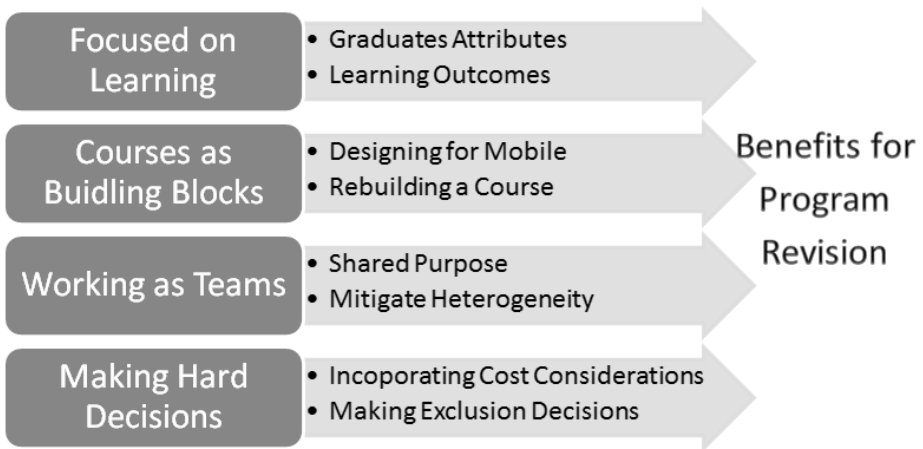 Focused on
Learning
• Graduates Attributes
• Learning Outcomes
Courses as
Buidling Blocks
• Designing for Mobile
• Rebuilding a Course
Working as Teams
• Shared Purpose
• Mitigate Heterogeneity
Making Hard
Decisions
• Incoporating Cost Considerations
• Making Exclusion Decisions
Benefits for
Program
Revision